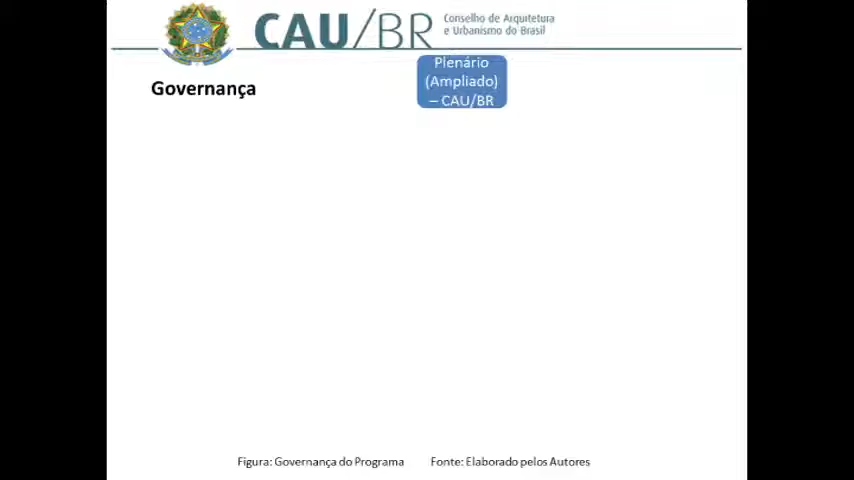 CAU/BR
Conselho de Arquitetura
e Urbanismo do Brasil
Governança
Plenário
(Ampliado)
– CAU/BR
Figura: Governança do Programa Fonte: Elaborado pelos Autores